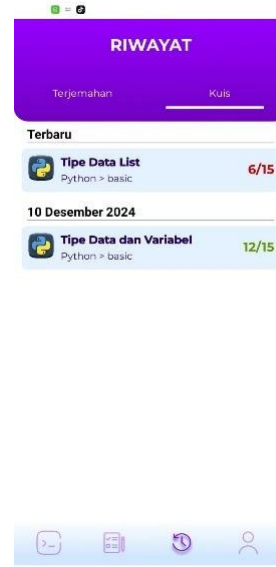 RIWAYAT
Terjemahan Kuis
Terbaru
Tipe Data List
Python > basic
6/15
10 Desember 2024
Tipe Data dan Variabel
Python > basic
12/15